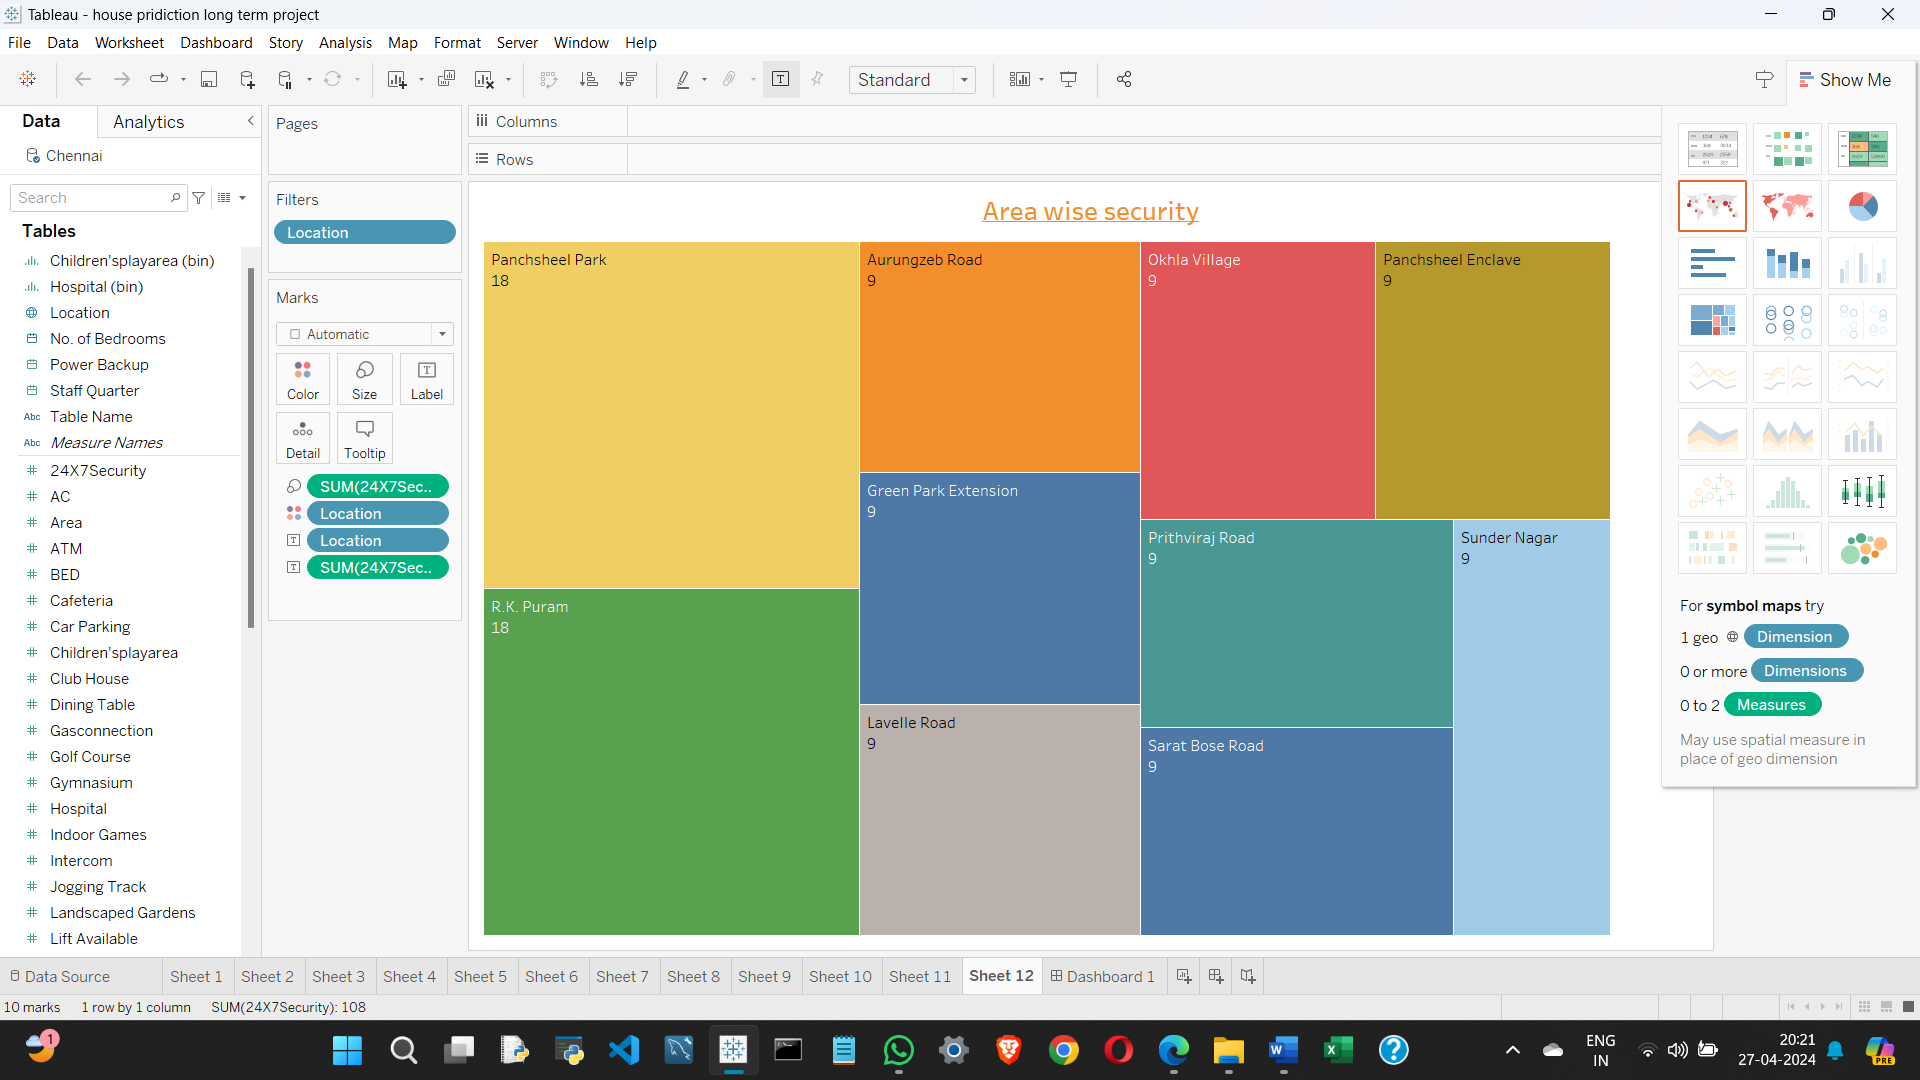 Tableau - house pridiction long term project
File Data Worksheet Dashboard Story Analysis Map Format Server Window Help
Standard
Show Me
Data Analytics
Chennai
Search
Tables
Children'splayarea (bin)
Hospital (bin)
Location
No. of Bedrooms
Power Backup
Staff Quarter
Abc Table Name
Abc Measure Names
24X7Security
AC
Area
ATM
BED
Cafeteria
Car Parking
Children'splayarea
Club House
Dining Table
Gasconnection
Golf Course
Gymnasium
Hospital
Indoor Games
Intercom
Jogging Track
Landscaped Gardens
Lift Available
Pages
Filters
Location
Marks
Automatic
Color Size Label
Detail Tooltip
SUM(24X7Sec..
Location
Location
SUM(24X7Sec..
Columns
Rows
Area wise security
Panchsheel Park
18
R.K. Puram
18
Aurungzeb Road
9
Green Park Extension
9
Lavelle Road
9
Okhla Village
9
Panchsheel Enclave
9
Prithviraj Road
9
Sarat Bose Road
9
Sunder Nagar
9
For symbol maps try
1 geo Dimension
0 or more Dimensions
0 to 2 Measures
May use spatial measure in
place of geo dimension
Data Source Sheet 1 Sheet 2 Sheet 3 Sheet 4 Sheet 5 Sheet 6 Sheet 7 Sheet 8 Sheet 9 Sheet 10 Sheet 11 Sheet 12 Dashboard 1
10 marks 1 row by 1 column SUM(24X7Security): 108
1
ENG
IN
20:21
27-04-2024
PRE